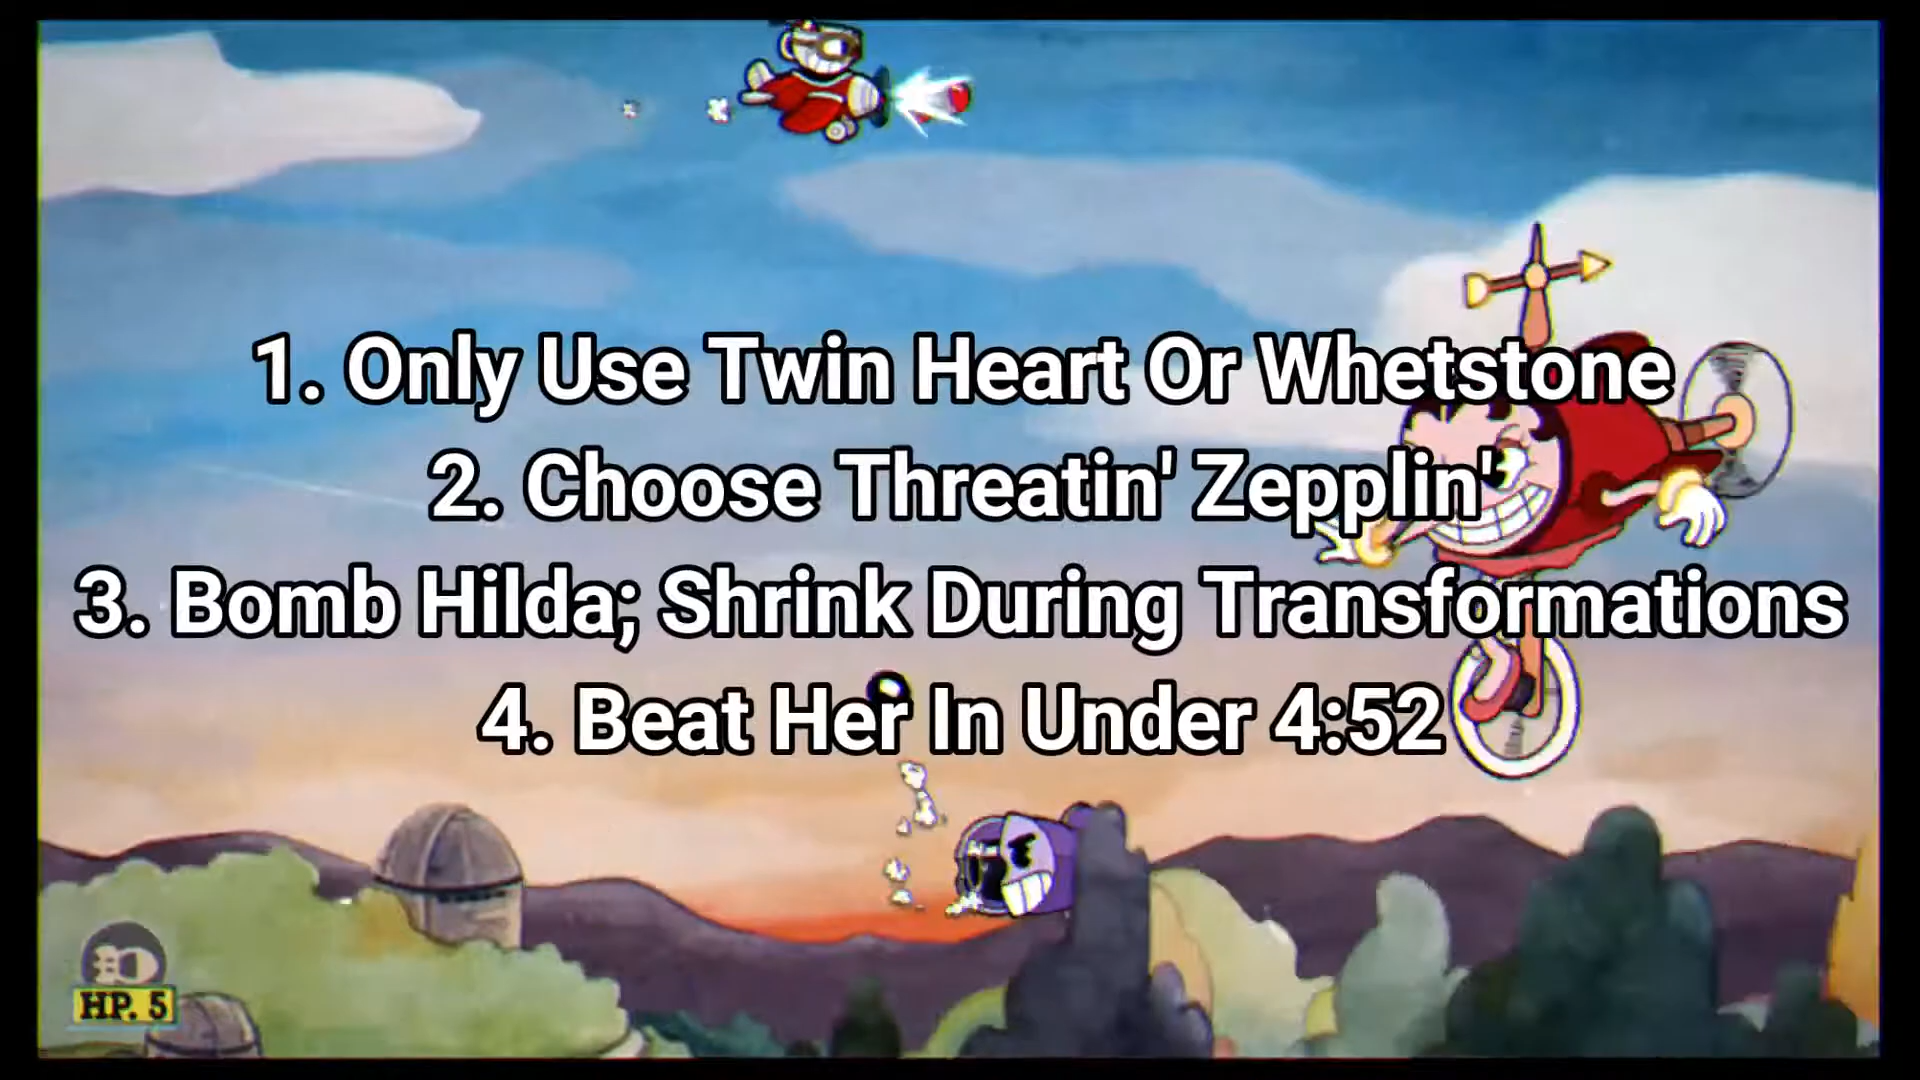 1. Only Use Twin Heart Or Whetstone
2. Choose Threatin' Zepplin'
3. Bomb Hilda; Shrink During Transformations
4. Beat Her In Under 4:52
HP. 5